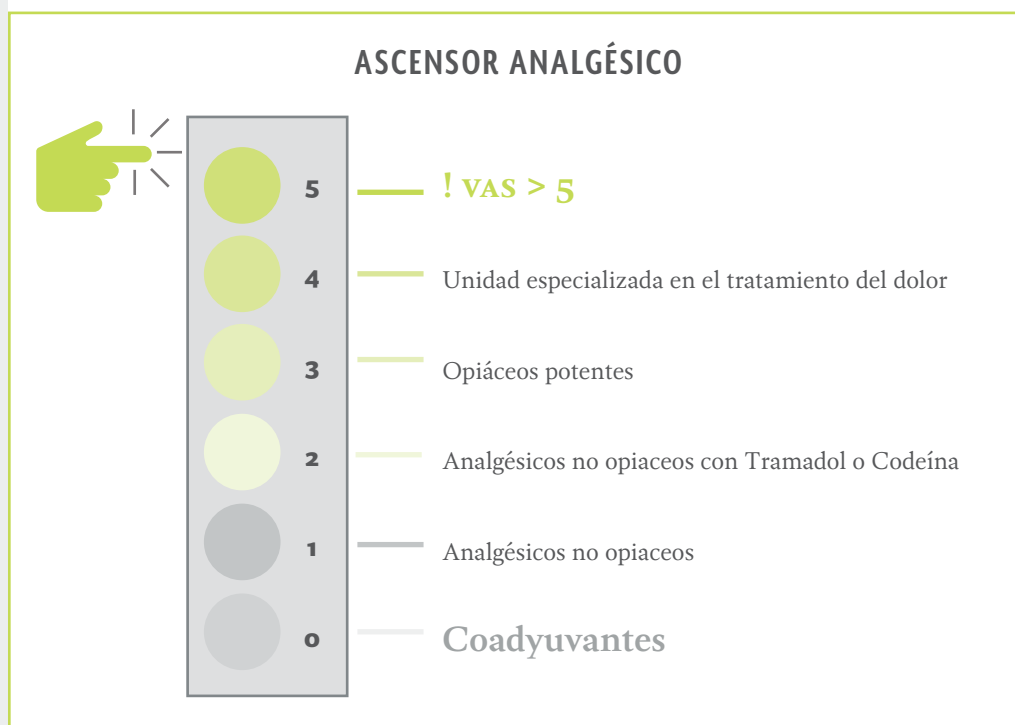 ASCENSOR ANALGÉSICO
5 ! VAS > 5
4 Unidad especializada en el tratamiento del dolor
3 Opiáceos potentes
2 Analgésicos no opiaceos con Tramadol o Codeína
1 Analgésicos no opiaceos
0 Coadyuvantes